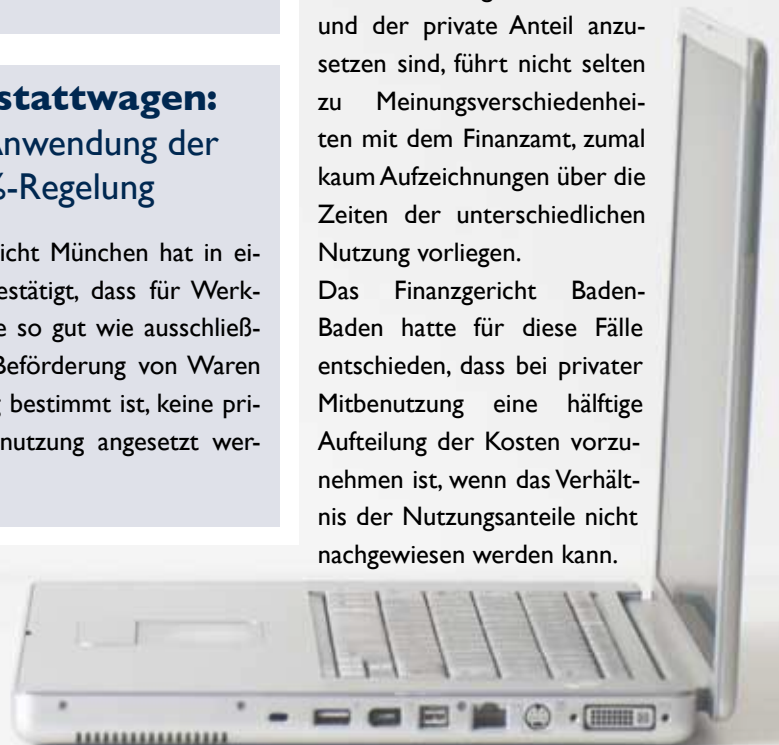 stattwagen:
nwendung der
-Regelung
icht München hat in ei-
estätigt, dass für Werk-
e so gut wie ausschließ-
Beförderung von Waren
bestimmt ist, keine pri-
nutzung angesetzt wer-
und der private Anteil anzu-
setzen sind, führt nicht selten
zu Meinungsverschiedenhei-
ten mit dem Finanzamt, zumal
kaum Aufzeichnungen über die
Zeiten der unterschiedlichen
Nutzung vorliegen.
Das Finanzgericht Baden-
Baden hatte für diese Fälle
entschieden, dass bei privater
Mitbenutzung eine hälftige
Aufteilung der Kosten vorzu-
nehmen ist, wenn das Verhält-
nis der Nutzungsanteile nicht
nachgewiesen werden kann.